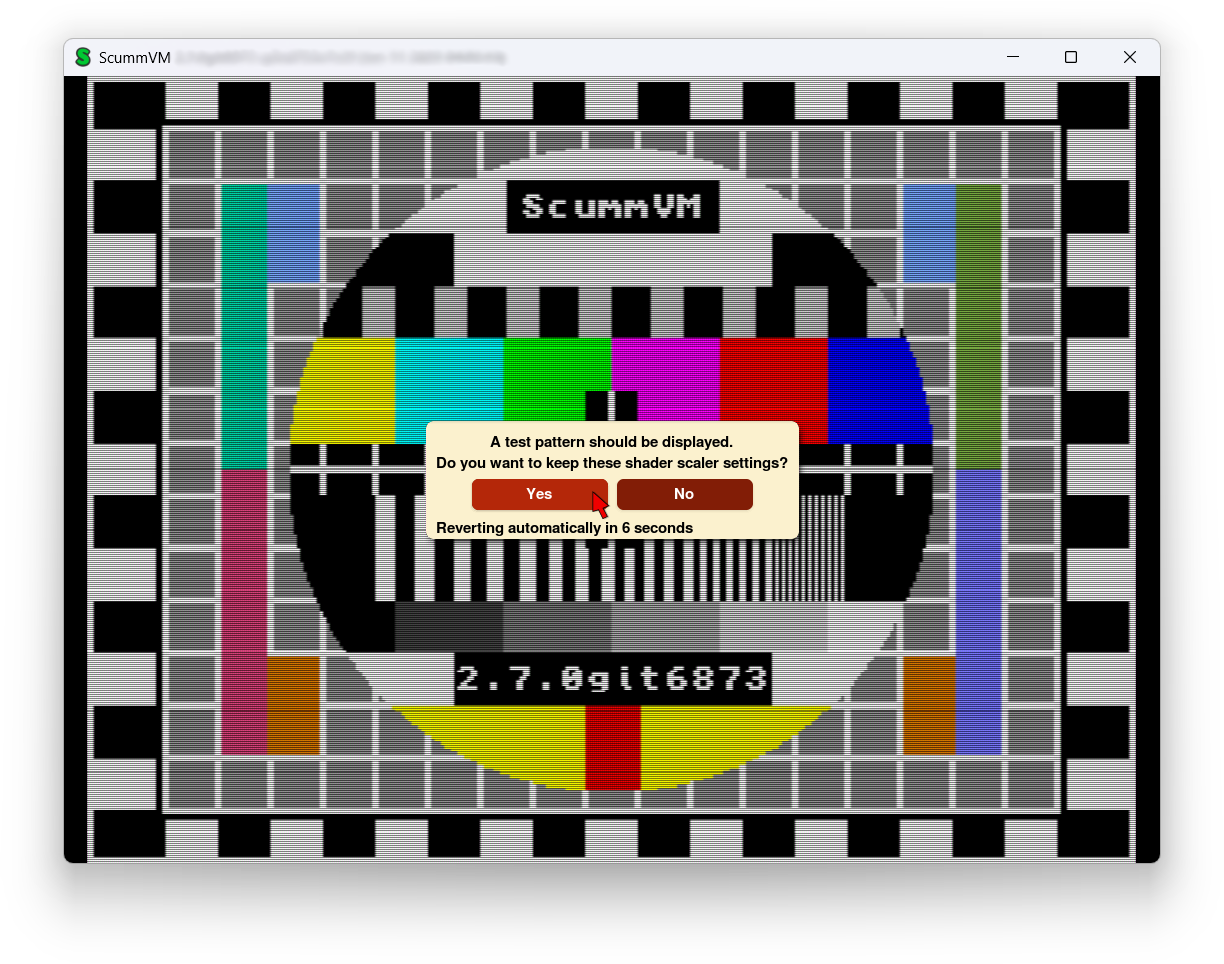 ScummVM
ScummVM
A test pattern should be displayed.
Do you want to keep these shader scaler settings?
Yes No
Reverting automatically in 6 seconds
2.7.0git6873